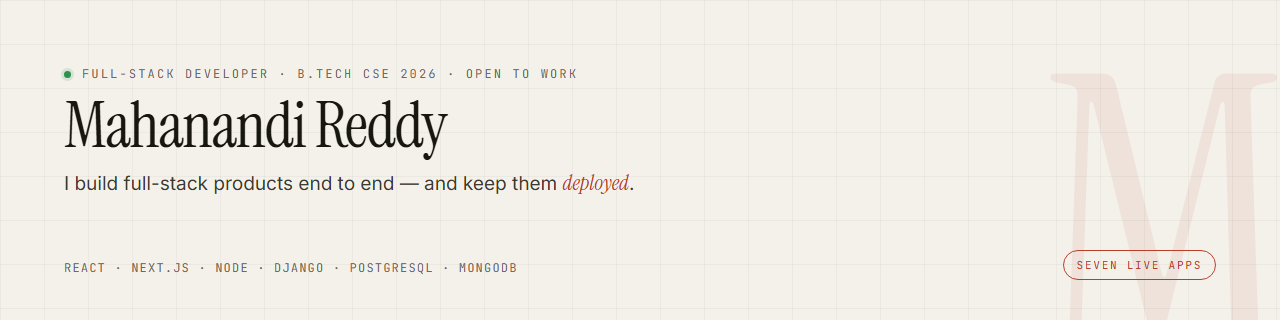 FULL-STACK DEVELOPER · B.TECH CSE 2026 · OPEN TO WORK
Mahanandi Reddy
I build full-stack products end to end — and keep them deployed.
REACT · NEXT.JS · NODE · DJANGO · POSTGRESQL · MONGODB
M
SEVEN LIVE APPS